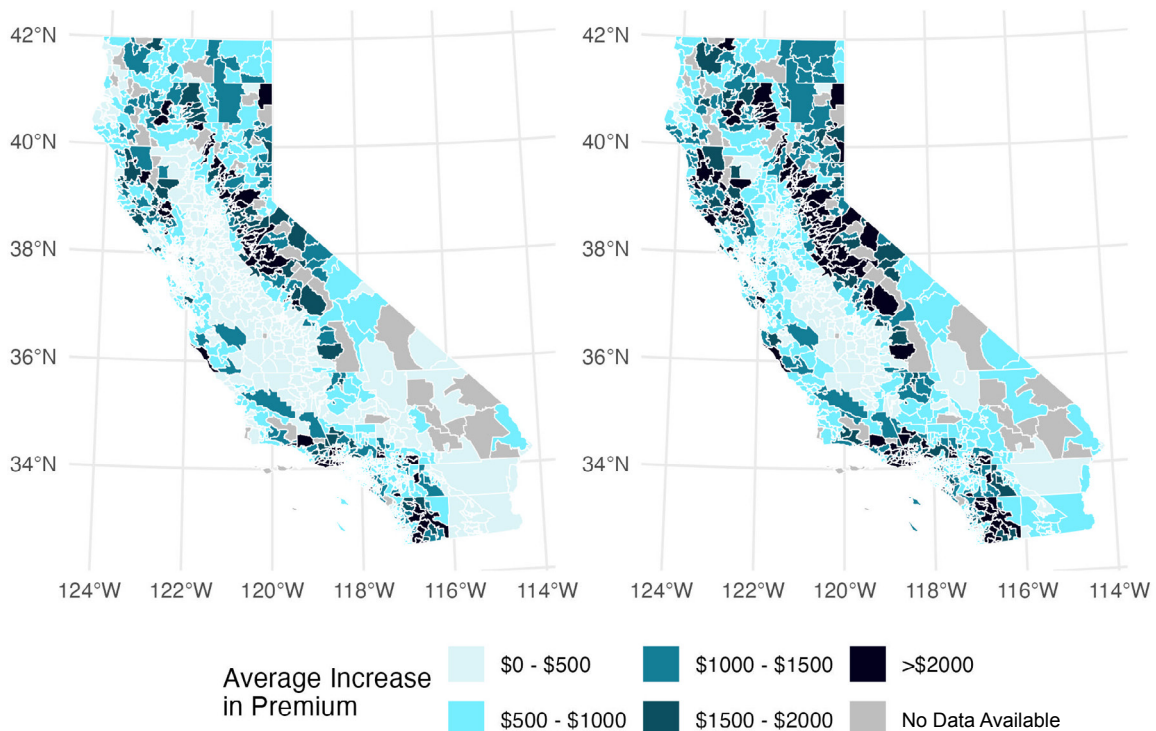 42°N
40°N
38°N
36°N
34°N
124°W 122°W 120°W 118°W 116°W 114°W
42°N
40°N
38°N
36°N
34°N
124°W 122°W 120°W 118°W 116°W 114°W
Average Increase
in Premium
$0 - $500
$500 - $1000
$1000 - $1500
$1500 - $2000
>$2000
No Data Available